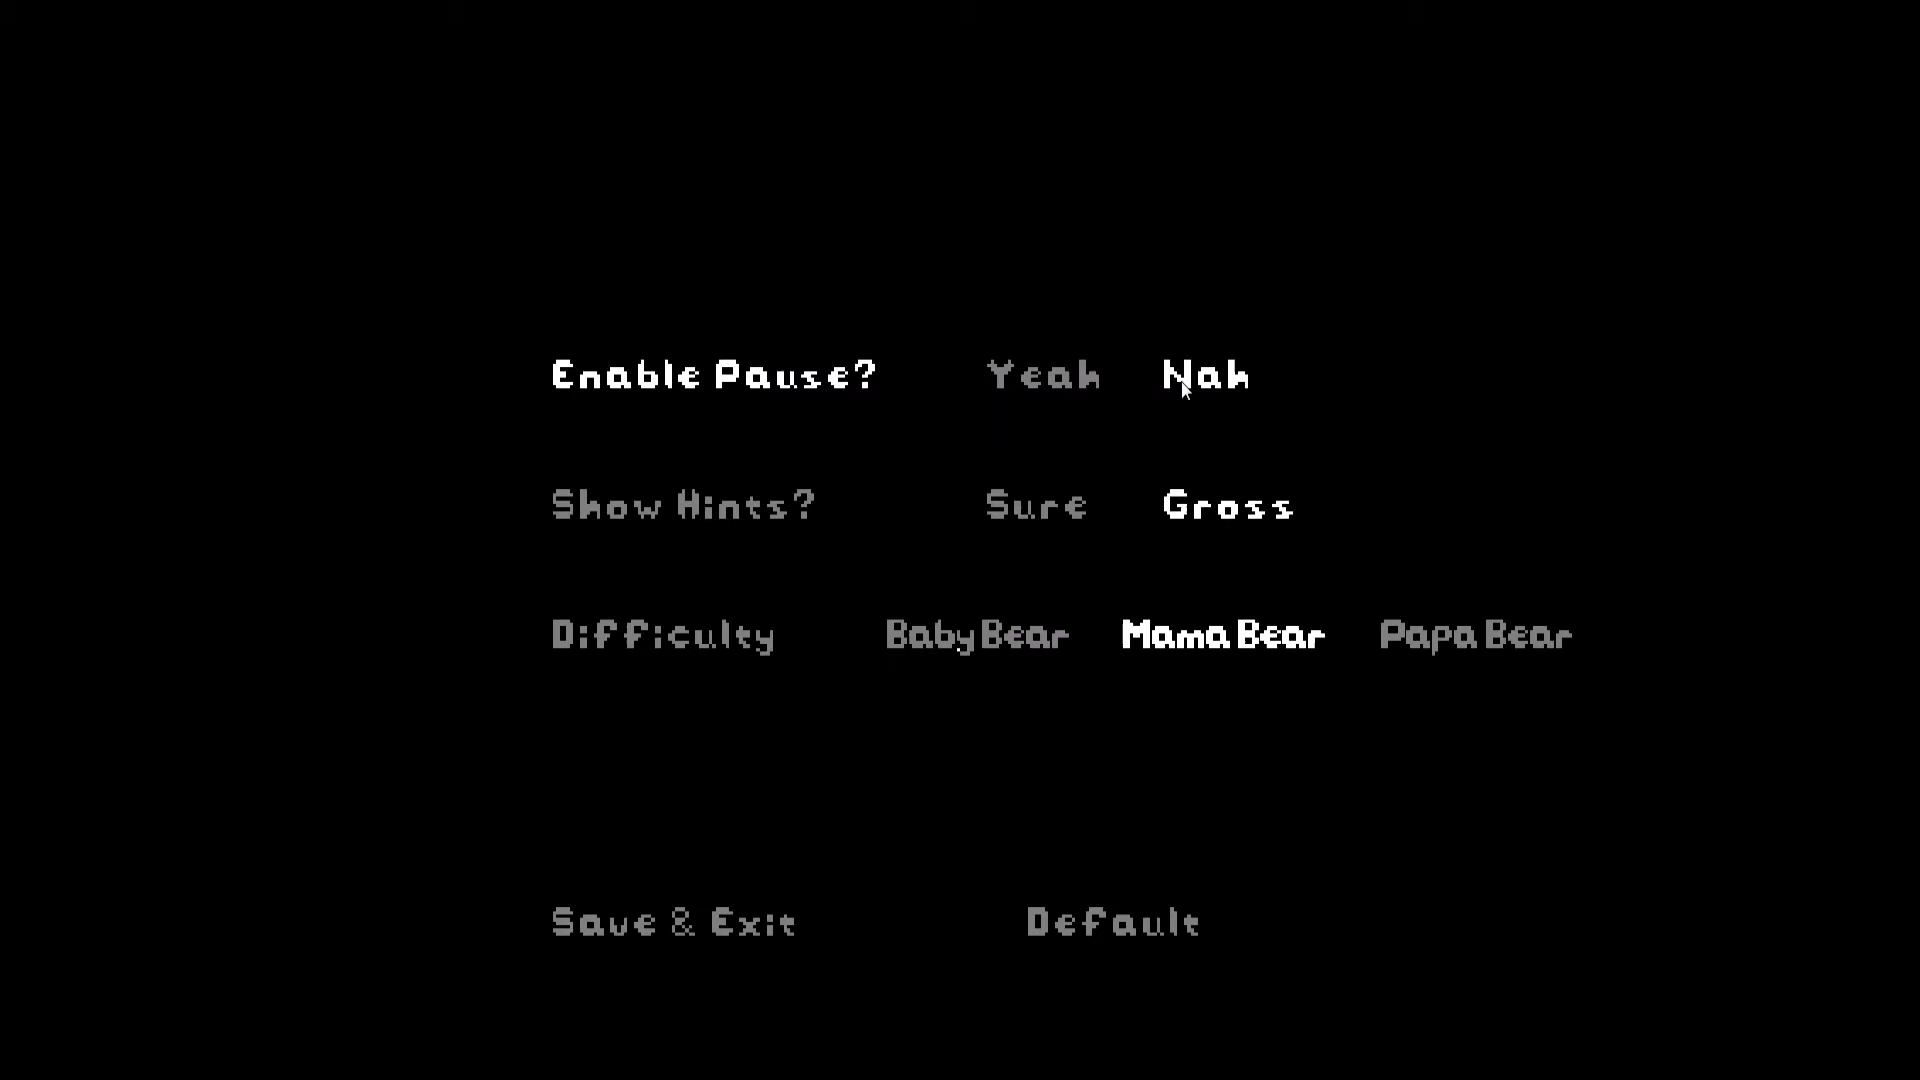 Enable Pause? Yeah Nah
Show Hints? Sure Gross
Difficulty Baby Bear Mama Bear Papa Bear
Save & Exit Default